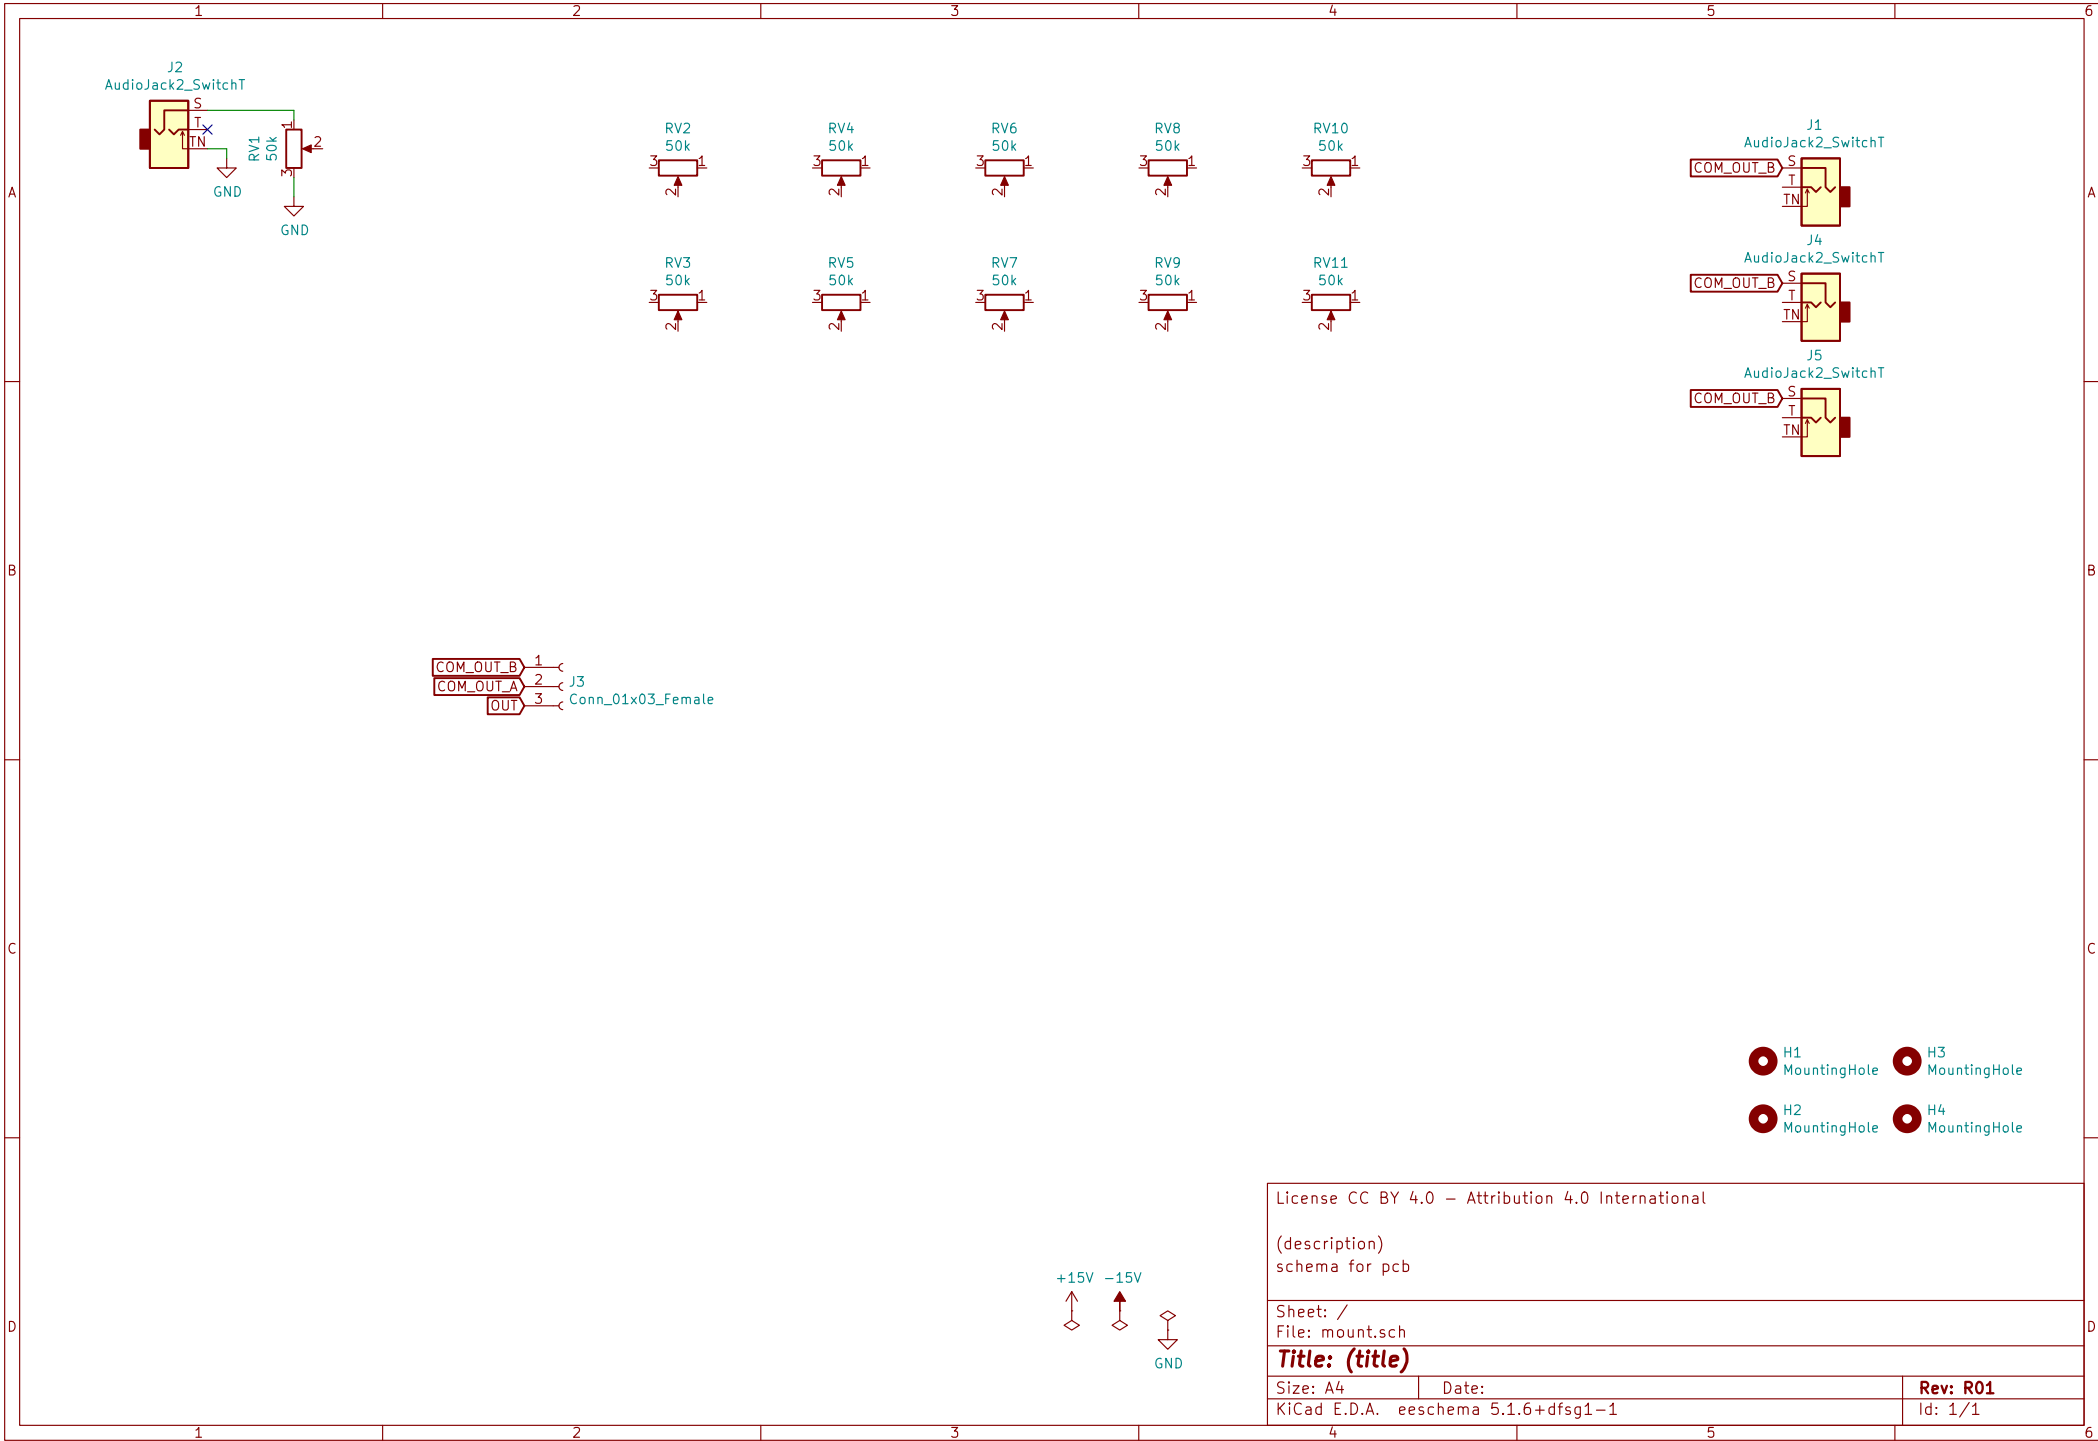 1 2 3 4 5 6
J2
AudioJack2_SwitchT
S
T
TN
GND
RV1
50k
1
2
3
GND
RV2
50k
3 1
2
RV4
50k
3 1
2
RV6
50k
3 1
2
RV8
50k
3 1
2
RV10
50k
3 1
2
RV3
50k
3 1
2
RV5
50k
3 1
2
RV7
50k
3 1
2
RV9
50k
3 1
2
RV11
50k
3 1
2
J1
AudioJack2_SwitchT
COM_OUT_B S
T
TN
J4
AudioJack2_SwitchT
COM_OUT_B S
T
TN
J5
AudioJack2_SwitchT
COM_OUT_B S
T
TN
A A
B B
C C
D D
COM_OUT_B 1
COM_OUT_A 2
OUT 3
J3
Conn_01x03_Female
H1
MountingHole
H3
MountingHole
H2
MountingHole
H4
MountingHole
+15V -15V
GND
License CC BY 4.0 - Attribution 4.0 International
(description)
schema for pcb
Sheet: /
File: mount.sch
Title: (title)
Size: A4 Date: Rev: R01
KiCad E.D.A. eeschema 5.1.6+dfsg1-1 Id: 1/1
1 2 3 4 5 6